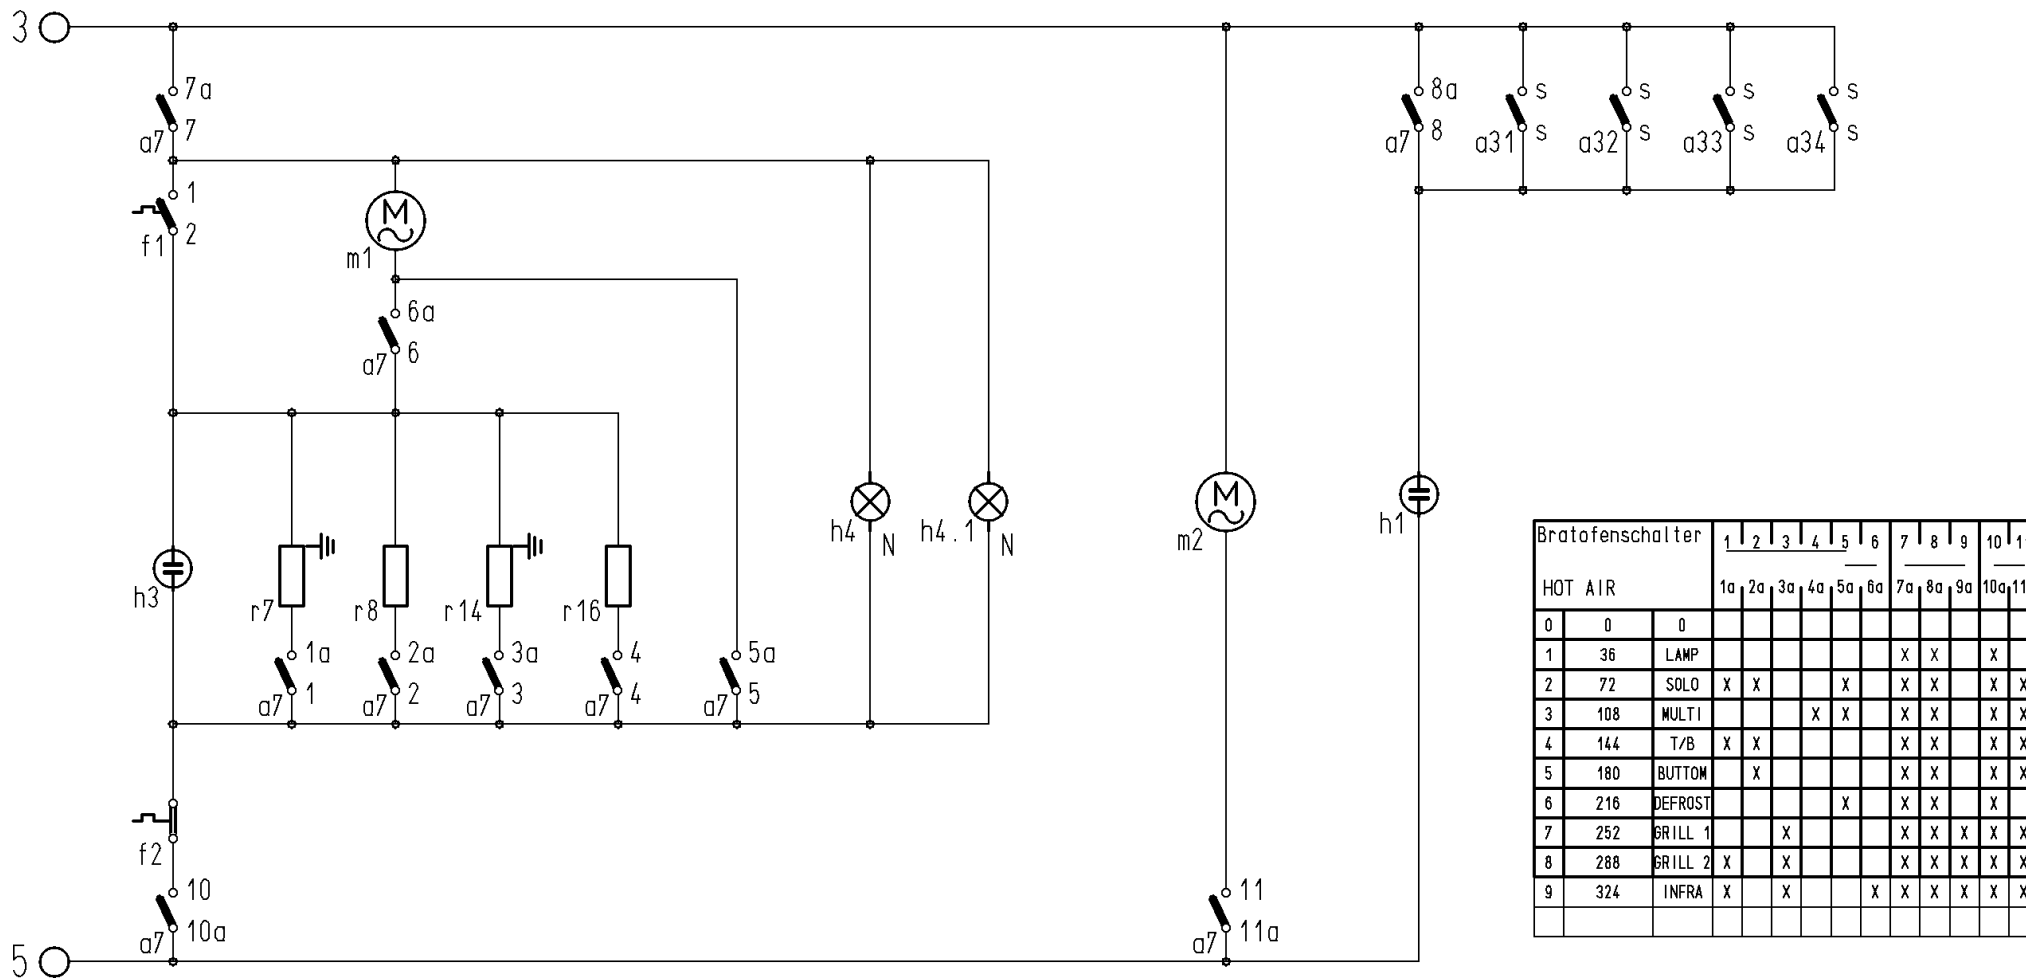 3
7a
7
a7
8a
8
a7
s
s
a31
s
s
a32
s
s
a33
s
s
a34
1
2
f1
M
m1
6a
6
a7
h3
r7
r8
r14
r16
h4
N
h4.1
N
M
m2
h1
1a
1
a7
2a
2
a7
3a
3
a7
4
4
a7
5a
5
a7
f2
10
10a
a7
11
11a
a7
5
Bratofenschalter 1 2 3 4 5 6 7 8 9 10 1
HOT AIR 1a 2a 3a 4a 5a 6a 7a 8a 9a 10a 11
0 0 0
1 36 LAMP X X X
2 72 SOLO X X X X X X X
3 108 MULTI X X X X X X
4 144 T/B X X X X X X
5 180 BUTTOM X X X X X
6 216 DEFROST X X X X
7 252 GRILL 1 X X X X X X
8 288 GRILL 2 X X X X X X X
9 324 INFRA X X X X X X X X